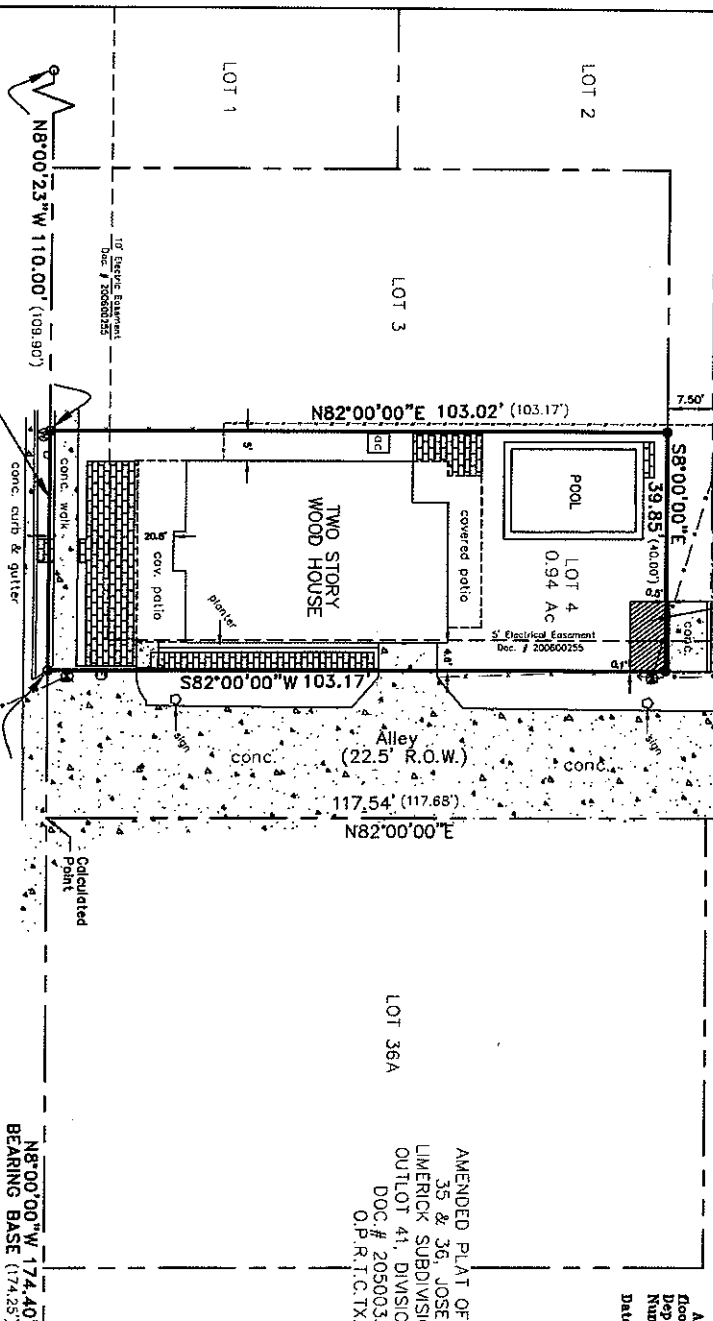 LOT 2
LOT 1
LOT 3
7.50'
S8°00'00"E
39.85' (40.00')
0.5'
conc.
N82°00'00"E 103.02' (103.17')
POOL
LOT 4
0.94 Ac
5' Electrical Easement
Doc. # 200600255
0.1'
ac
5'
covered patio
TWO STORY
WOOD HOUSE
20.8'
cov. patio
planter
4.8'
S82°00'00"W 103.17'
10' Electric Easement
Doc. # 200600255
N8°00'23"W 110.00' (109.90')
conc. walk
conc. curb & gutter
sign
sign
conc.
Alley
(22.5' R.O.W.)
conc.
117.54' (117.68')
N82°00'00"E
Calculated
Point
LOT 36A
AMENDED PLAT OF
35 & 36, JOSE
LIMERICK SUBDIVISI
OUTLOT 41, DIVISIO
DOC.# 205003
O.P.R.T.C.TX.
N8°00'00"W 174.40'
BEARING BASE (174.25')
A
floo
Dep
Nu
Dat